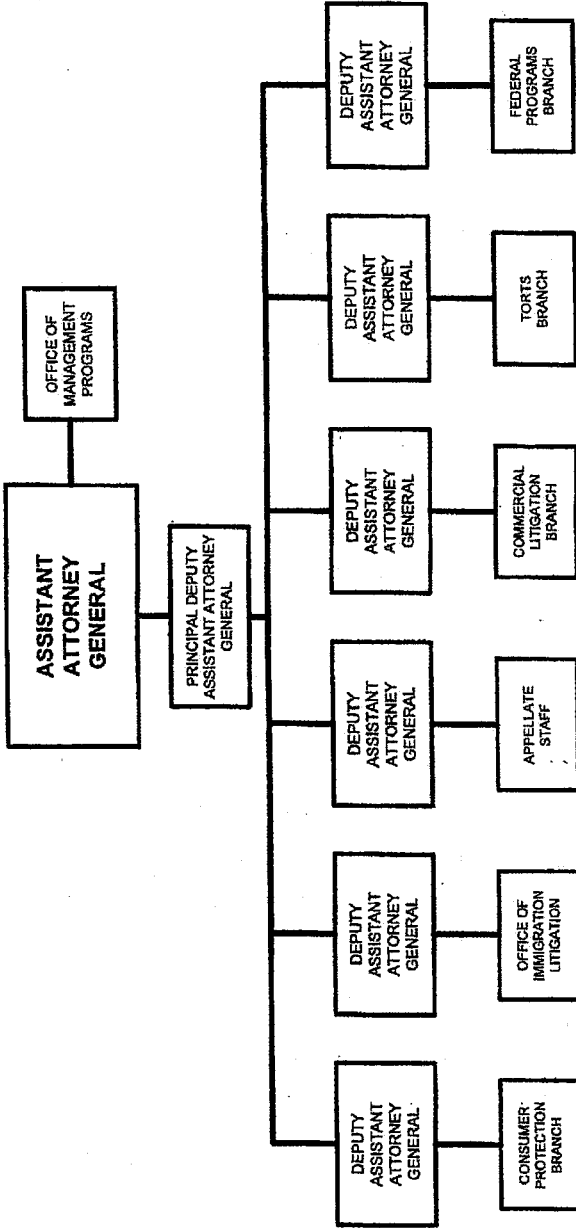 ASSISTANT
ATTORNEY
GENERAL
OFFICE OF
MANAGEMENT
PROGRAMS
PRINCIPAL DEPUTY
ASSISTANT ATTORNEY
GENERAL
DEPUTY
ASSISTANT
ATTORNEY
GENERAL
DEPUTY
ASSISTANT
ATTORNEY
GENERAL
DEPUTY
ASSISTANT
ATTORNEY
GENERAL
DEPUTY
ASSISTANT
ATTORNEY
GENERAL
DEPUTY
ASSISTANT
ATTORNEY
GENERAL
DEPUTY
ASSISTANT
ATTORNEY
GENERAL
CONSUMER
PROTECTION
BRANCH
OFFICE OF
IMMIGRATION
LITIGATION
APPELLATE
STAFF
COMMERCIAL
LITIGATION
BRANCH
TORTS
BRANCH
FEDERAL
PROGRAMS
BRANCH